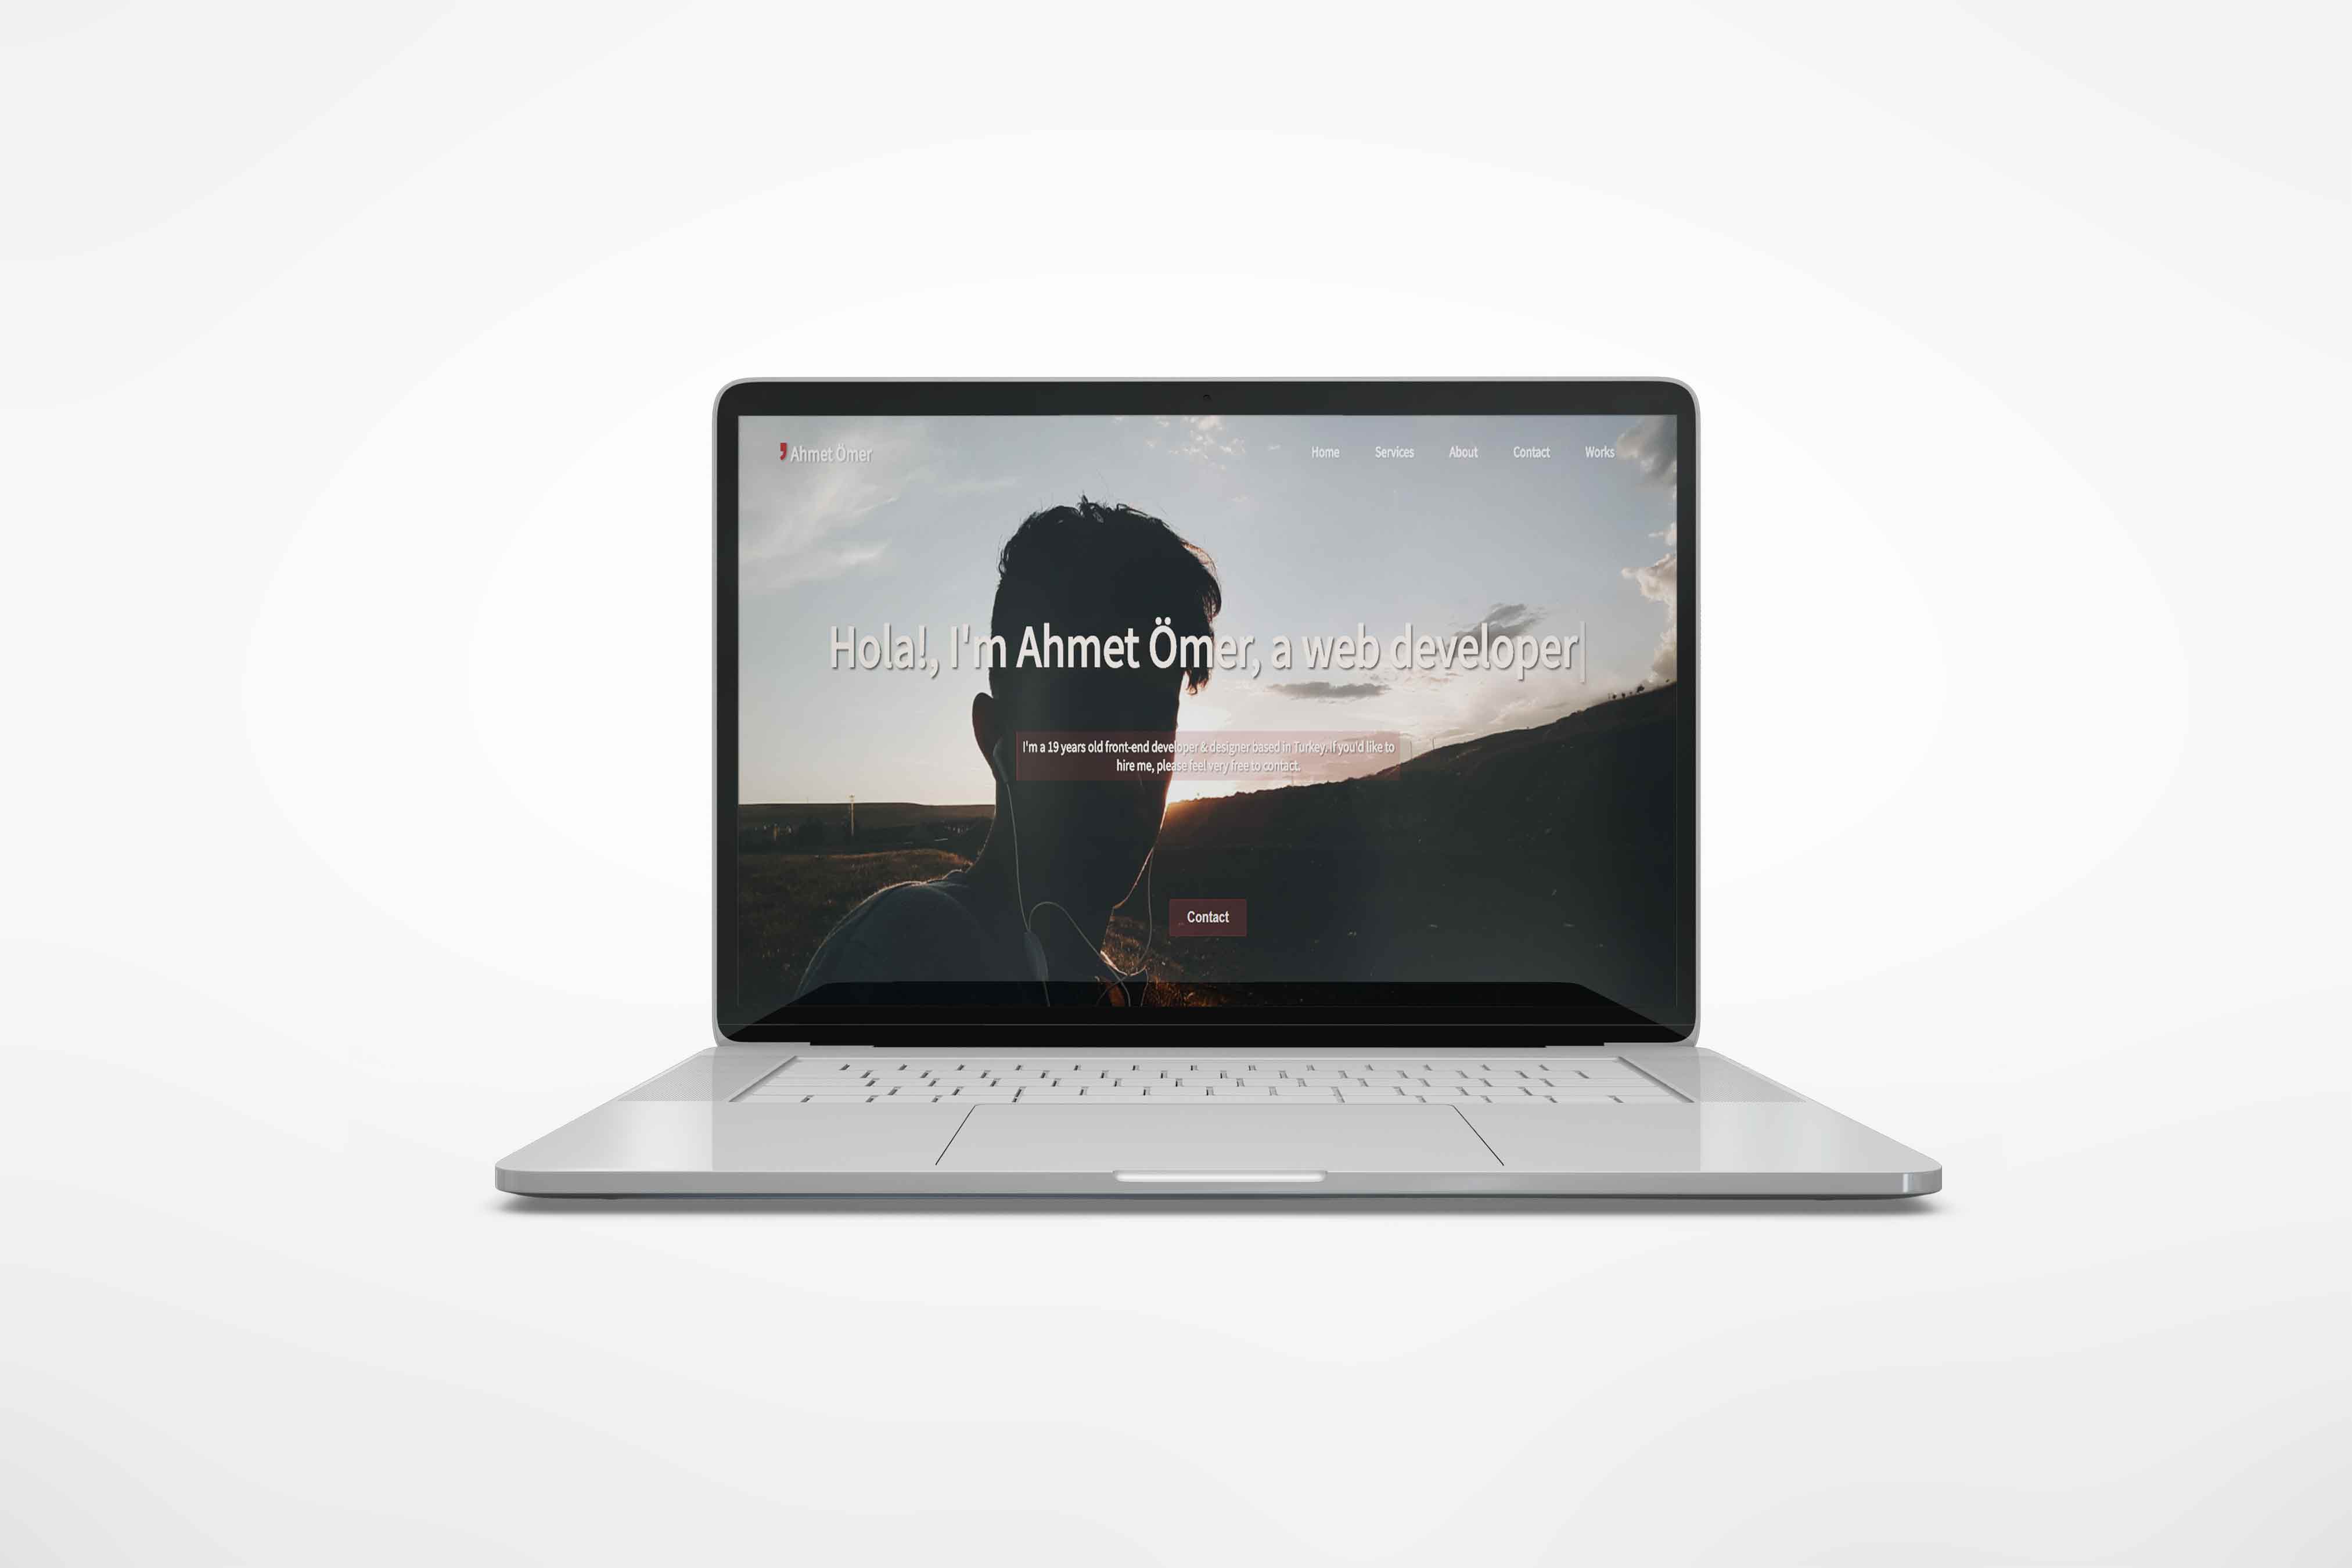 Ahmet Ömer
Home Services About Contact Works
Hola!, I'm Ahmet Ömer, a web developer
I'm a 19 years old front-end developer & designer based in Turkey. If you'd like to
hire me, please feel very free to contact.
Contact